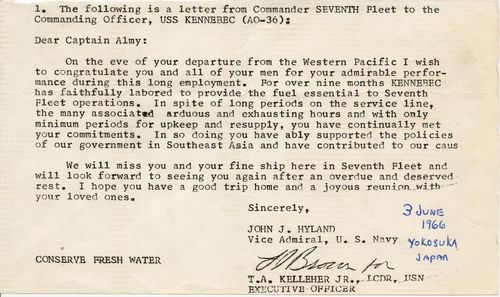 1. The following is a letter from Commander SEVENTH Fleet to the
Commanding Officer, USS KENNEBEC (AO-36):
Dear Captain Almy:
On the eve of your departure from the Western Pacific I wish
to congratulate you and all of your men for your admirable perfor-
mance during this long employment. For over nine months KENNEBEC
has faithfully labored to provide the fuel essential to Seventh
Fleet operations. In spite of long periods on the service line,
the many associated arduous and exhausting hours and with only
minimum periods for upkeep and resupply, you have continually met
your commitments. In so doing you have ably supported the policies
of our government in Southeast Asia and have contributed to our caus
We will miss you and your fine ship here in Seventh Fleet and
will look forward to seeing you again after an overdue and deserved
rest. I hope you have a good trip home and a joyous reunion with
your loved ones.
Sincerely,
JOHN J. HYLAND
Vice Admiral, U. S. Navy
3 JUNE
1966
YOKOSUKA
JAPAN
CONSERVE FRESH WATER
Brown for
T.A. KELLEHER JR., LCDR, USN
EXECUTIVE OFFICER